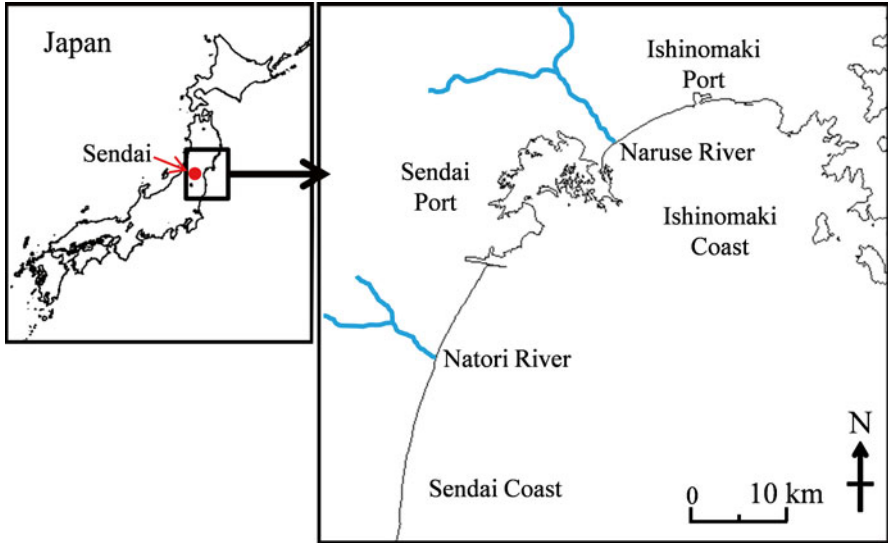 Japan
Sendai
Ishinomaki
Port
Naruse River
Sendai
Port
Ishinomaki
Coast
Natori River
Sendai Coast
N
0 10 km